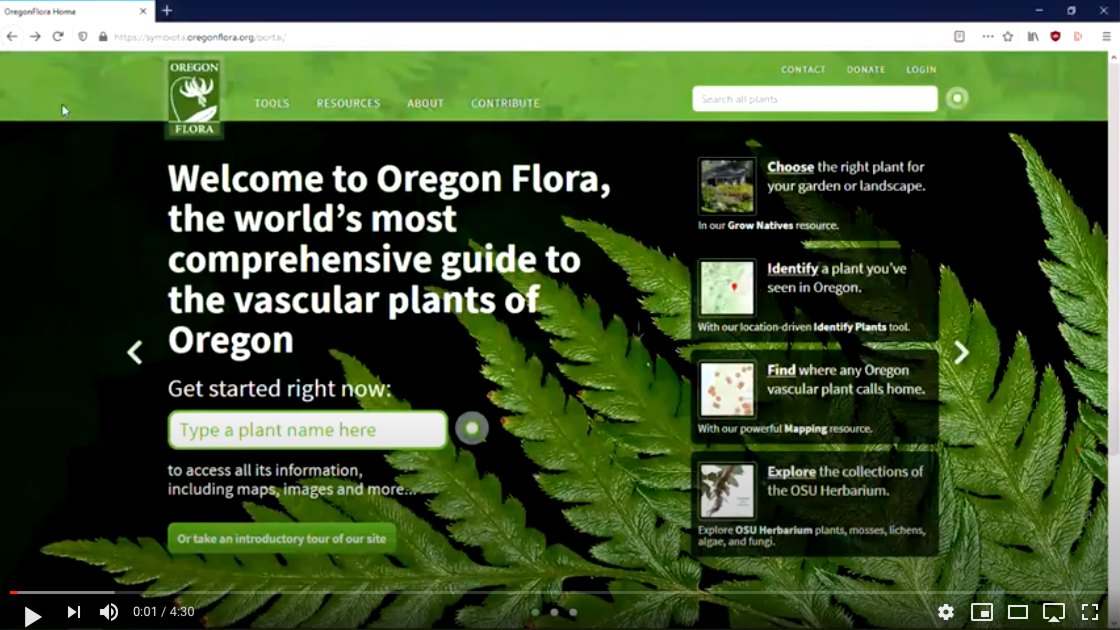 OregonFlora Home
https://symbiota.oregonflora.org/portal/
OREGON
FLORA
TOOLS
RESOURCES
ABOUT
CONTRIBUTE
CONTACT
DONATE
LOGIN
Search all plants
Welcome to Oregon Flora,
the world’s most
comprehensive guide to
the vascular plants of
Oregon
Get started right now:
Type a plant name here
to access all its information,
including maps, images and more...
Or take an introductory tour of our site
Choose the right plant for
your garden or landscape.
In our Grow Natives resource.
Identify a plant you’ve
seen in Oregon.
With our location-driven Identify Plants tool.
Find where any Oregon
vascular plant calls home.
With our powerful Mapping resource.
Explore the collections of
the OSU Herbarium.
Explore OSU Herbarium plants, mosses, lichens,
algae, and fungi.
0:01 / 4:30